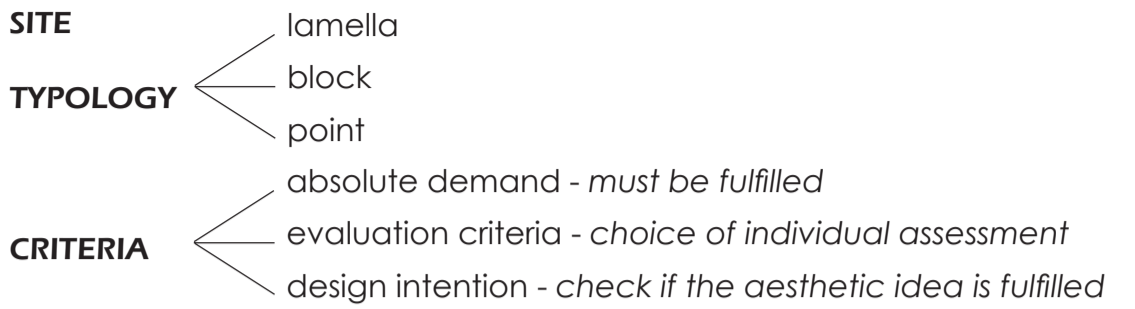 SITE
lamella
block
TYPOLOGY
point
absolute demand - must be fulfilled
evaluation criteria - choice of individual assessment
CRITERIA
design intention - check if the aesthetic idea is fulfilled